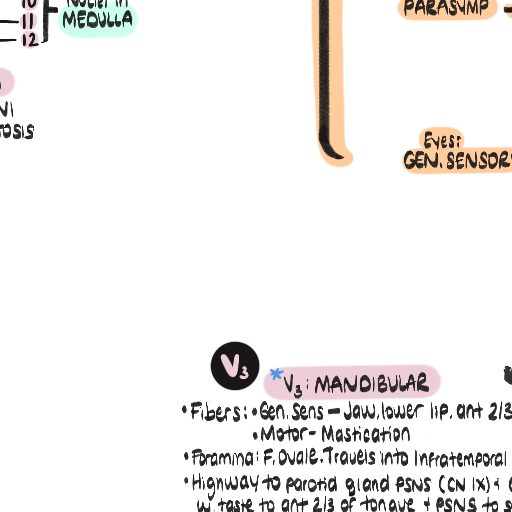 10
11
12
Nuclei in
MEDULLA
PARASYMP
Eyes:
GEN. SENSORY
V3
*V3: MANDIBULAR
• Fibers: • Gen. Sens - Jaw, lower lip, ant 2/3
• Motor - Mastication
• Foramina: F. Ovale. Travels into Infratemporal
• Highway to parotid gland PSNS (CN IX) +
w. taste to ant 2/3 of tongue + PSNS to s